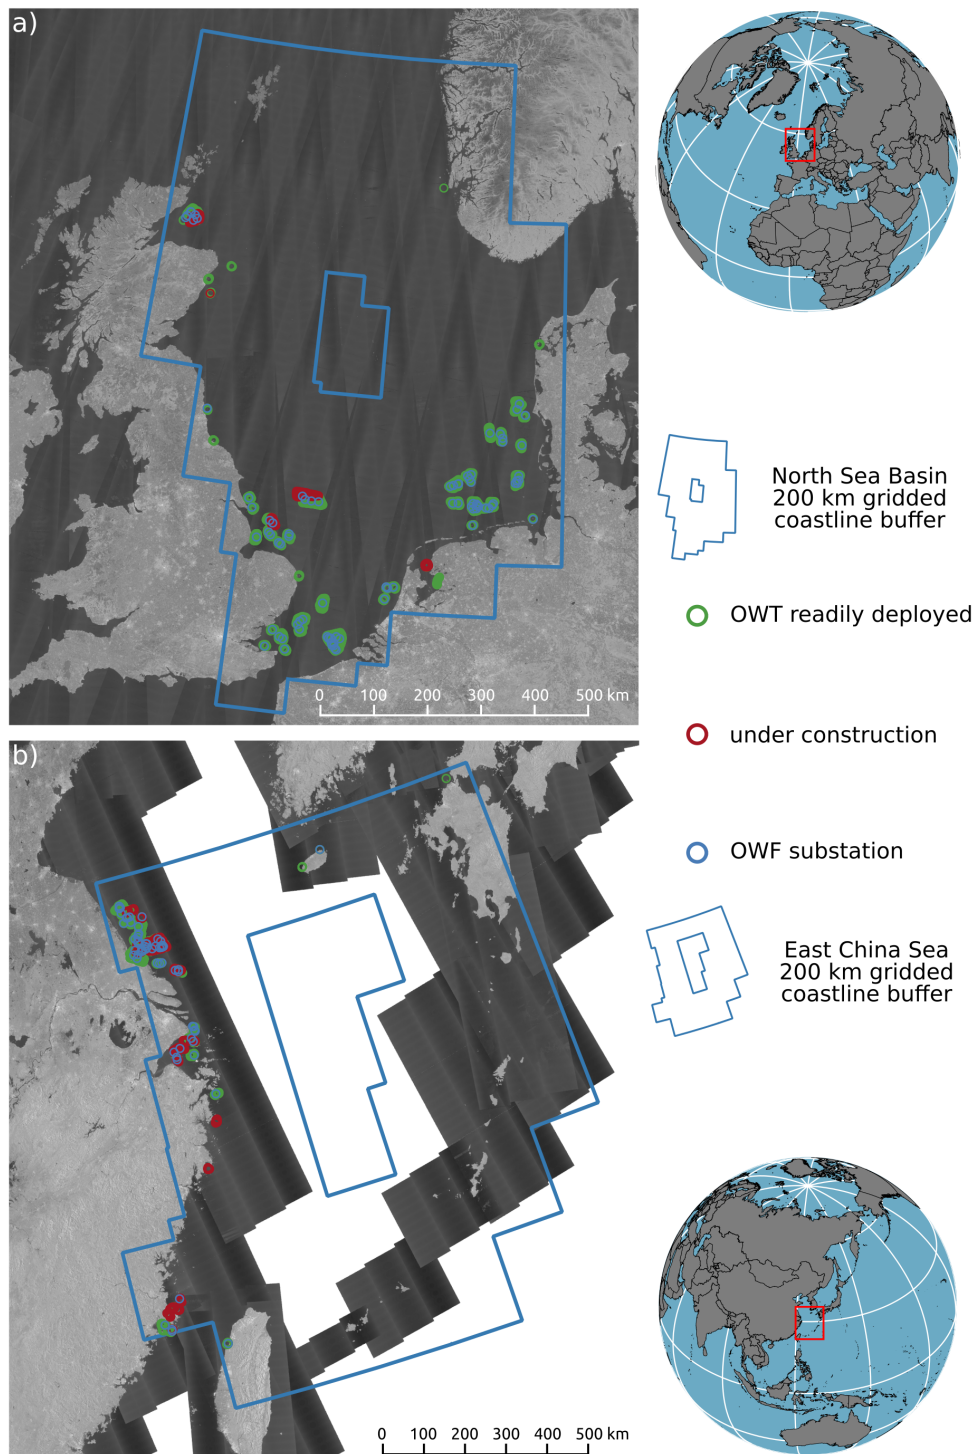 a)
0 100 200 300 400 500 km
North Sea Basin
200 km gridded
coastline buffer
OWT readily deployed
under construction
OWF substation
East China Sea
200 km gridded
coastline buffer
b)
0 100 200 300 400 500 km